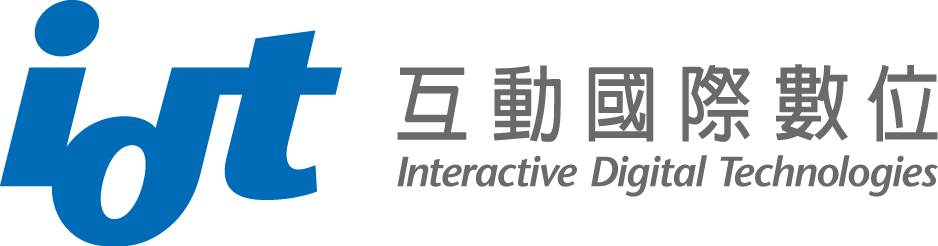 idt
互動國際數位
Interactive Digital Technologies